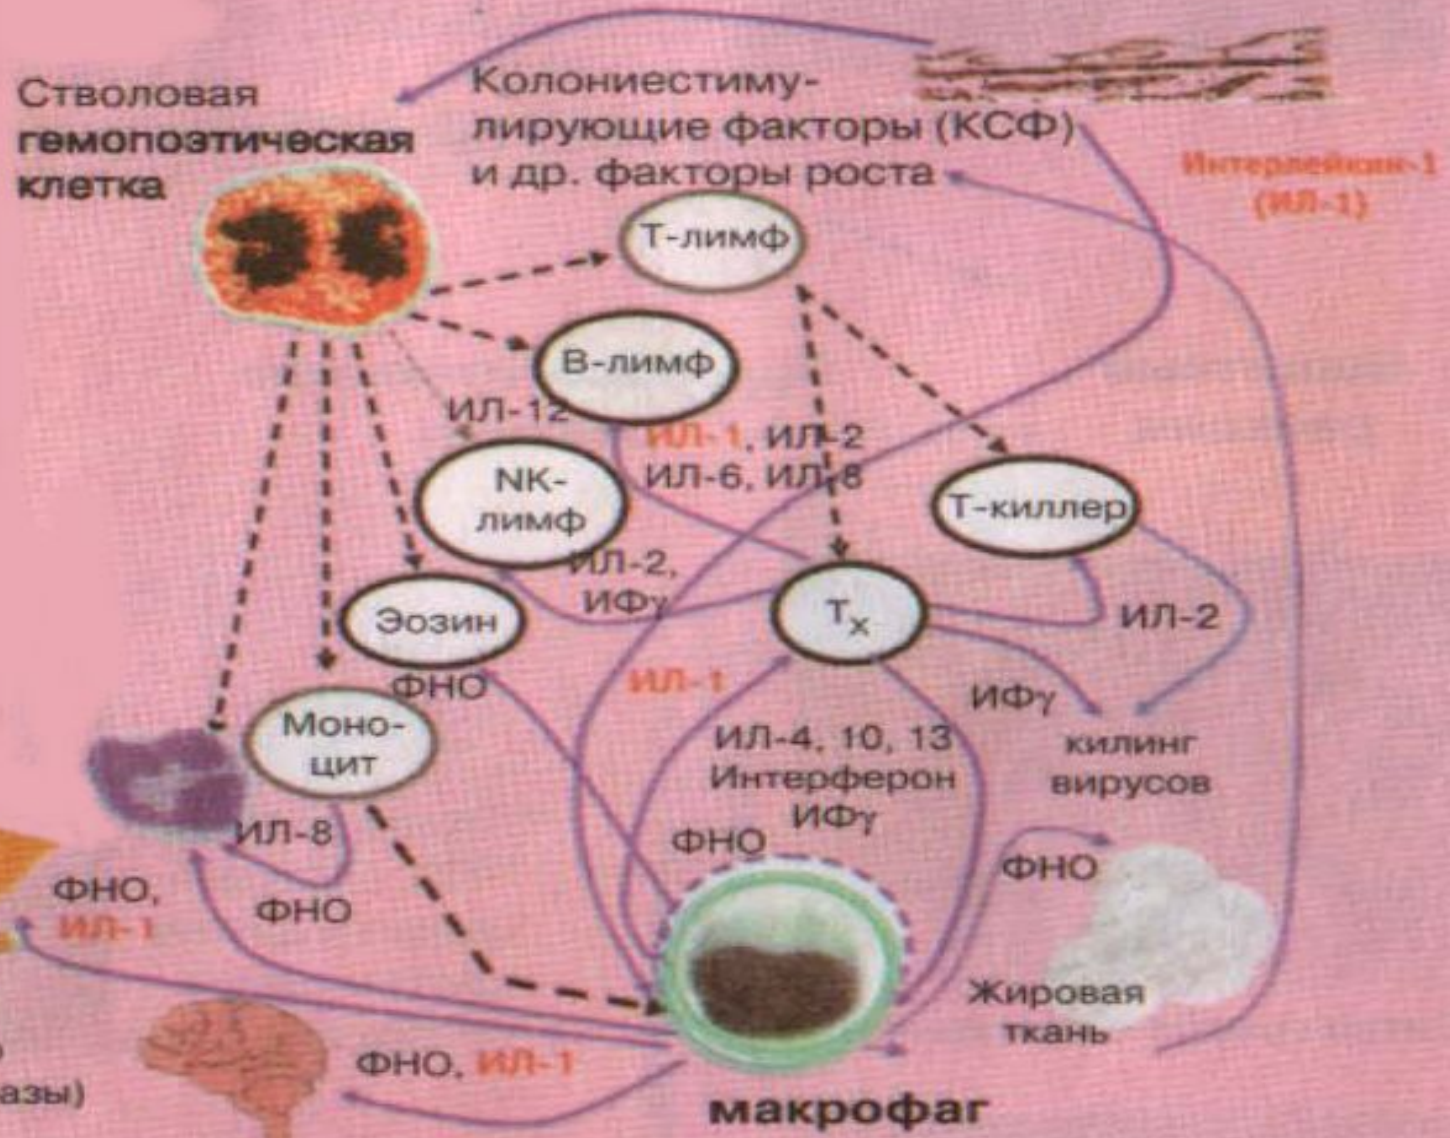 Стволовая
гемопоэтическая
клетка
Колониестиму-
лирующие факторы (КСФ)
и др. факторы роста
Интерлейкин-1
(ИЛ-1)
Т-лимф
В-лимф
ИЛ-12
ИЛ-1, ИЛ-2
ИЛ-6, ИЛ-8
NK-
лимф
Т-киллер
ИЛ-2,
ИФγ
Эозин
Тх
ИЛ-2
ФНО
ИЛ-1
ИФγ
Моно-
цит
ИЛ-4, 10, 13
Интерферон
ИФγ
килинг
вирусов
ИЛ-8
ФНО
ФНО
ФНО,
ИЛ-1
ФНО
Жировая
ткань
ФНО, ИЛ-1
азы)
макрофаг